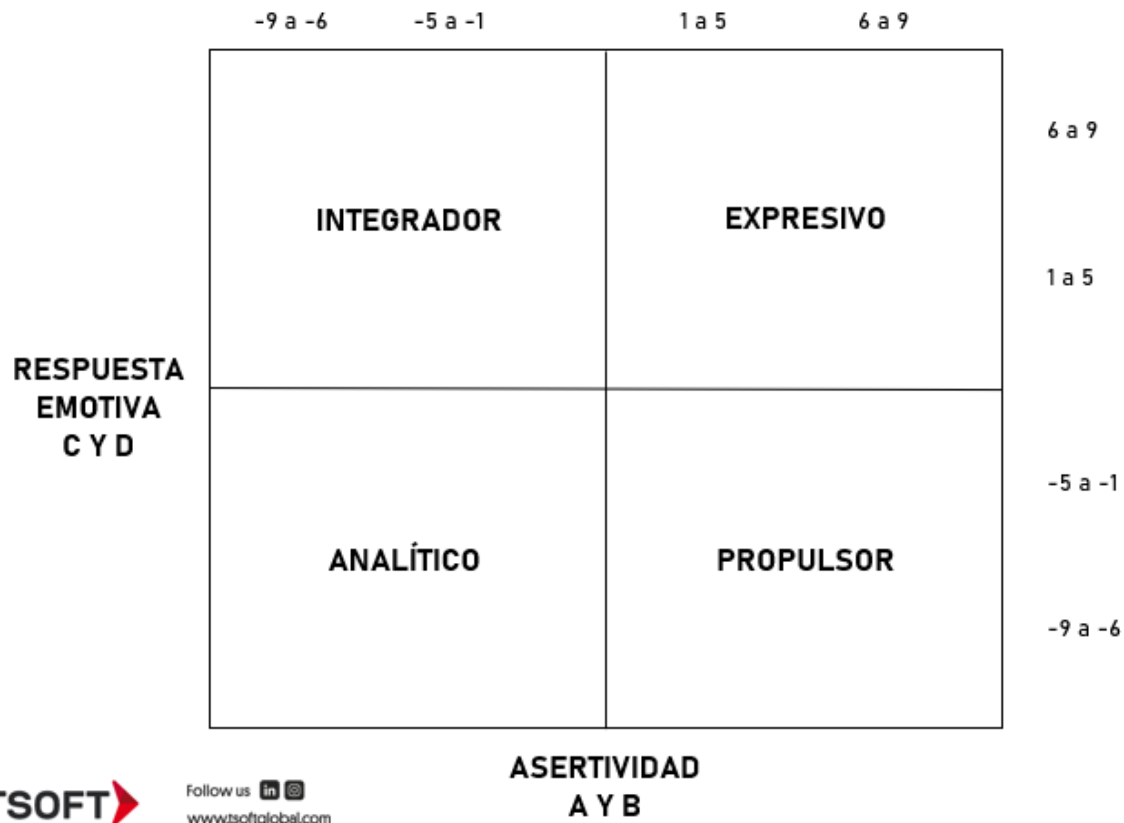 -9 a -6 -5 a -1 1 a 5 6 a 9
6 a 9
INTEGRADOR EXPRESIVO
1 a 5
RESPUESTA
EMOTIVA
C Y D
-5 a -1
ANALÍTICO PROPULSOR
-9 a -6
ASERTIVIDAD
A Y B
TSOFT
Follow us in
www.tsoftglobal.com